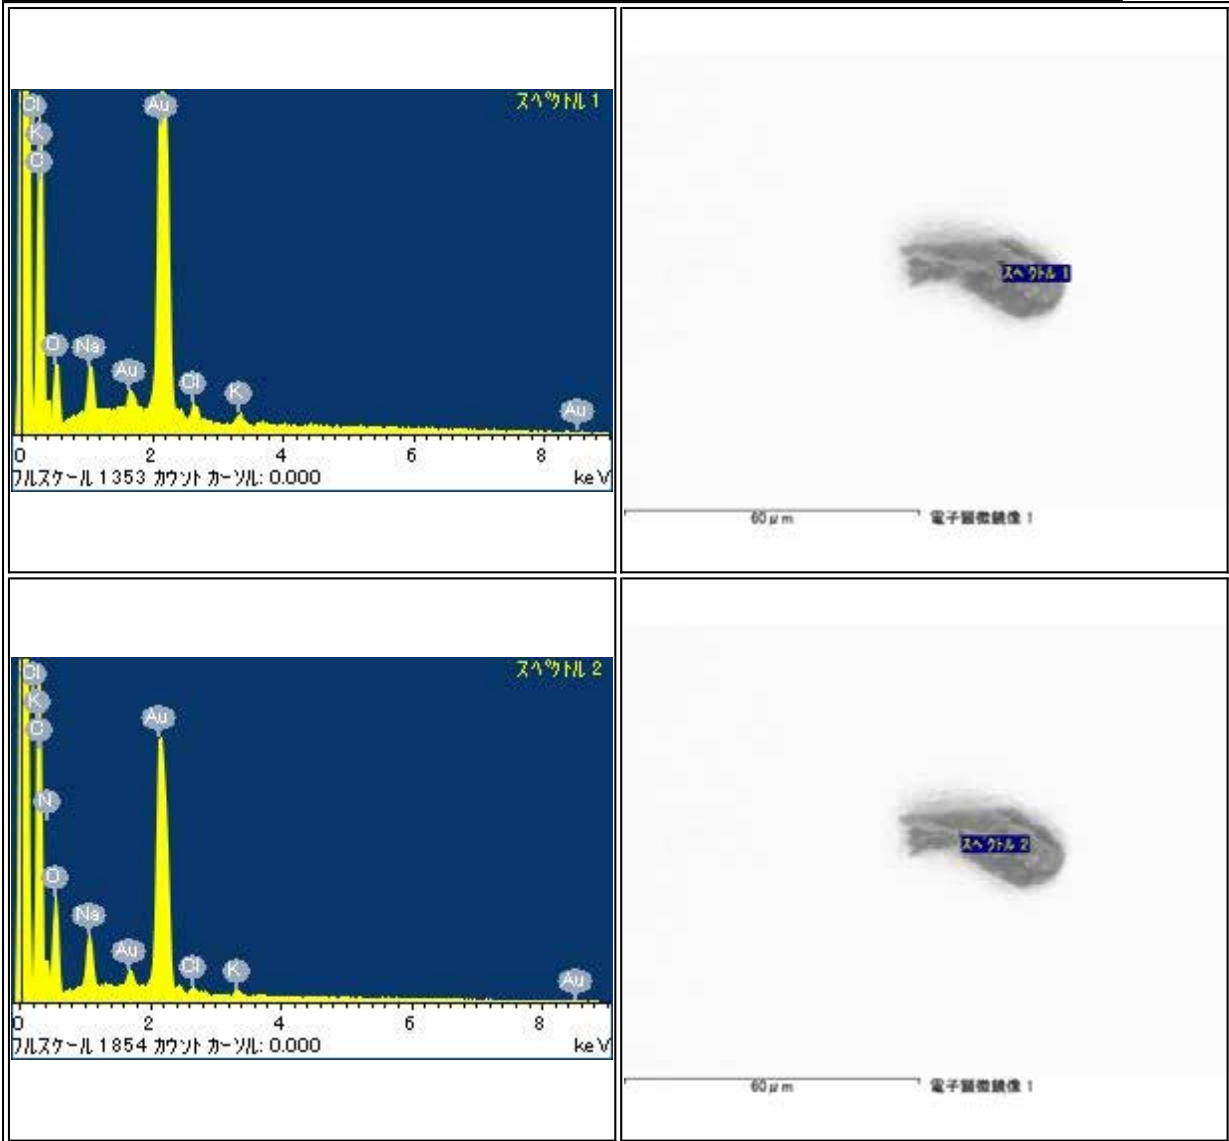 スペクトル 1
Cl
K
C
Au
O
Na
Au
Cl
K
Au
0 2 4 6 8
フルスケール 1353 カウント カーソル: 0.000 keV
スペクトル 1
60μm 電子顕微鏡像 1
スペクトル 2
Cl
K
C
Au
N
O
Na
Au
Cl
K
Au
0 2 4 6 8
フルスケール 1854 カウント カーソル: 0.000 keV
スペクトル 2
60μm 電子顕微鏡像 1